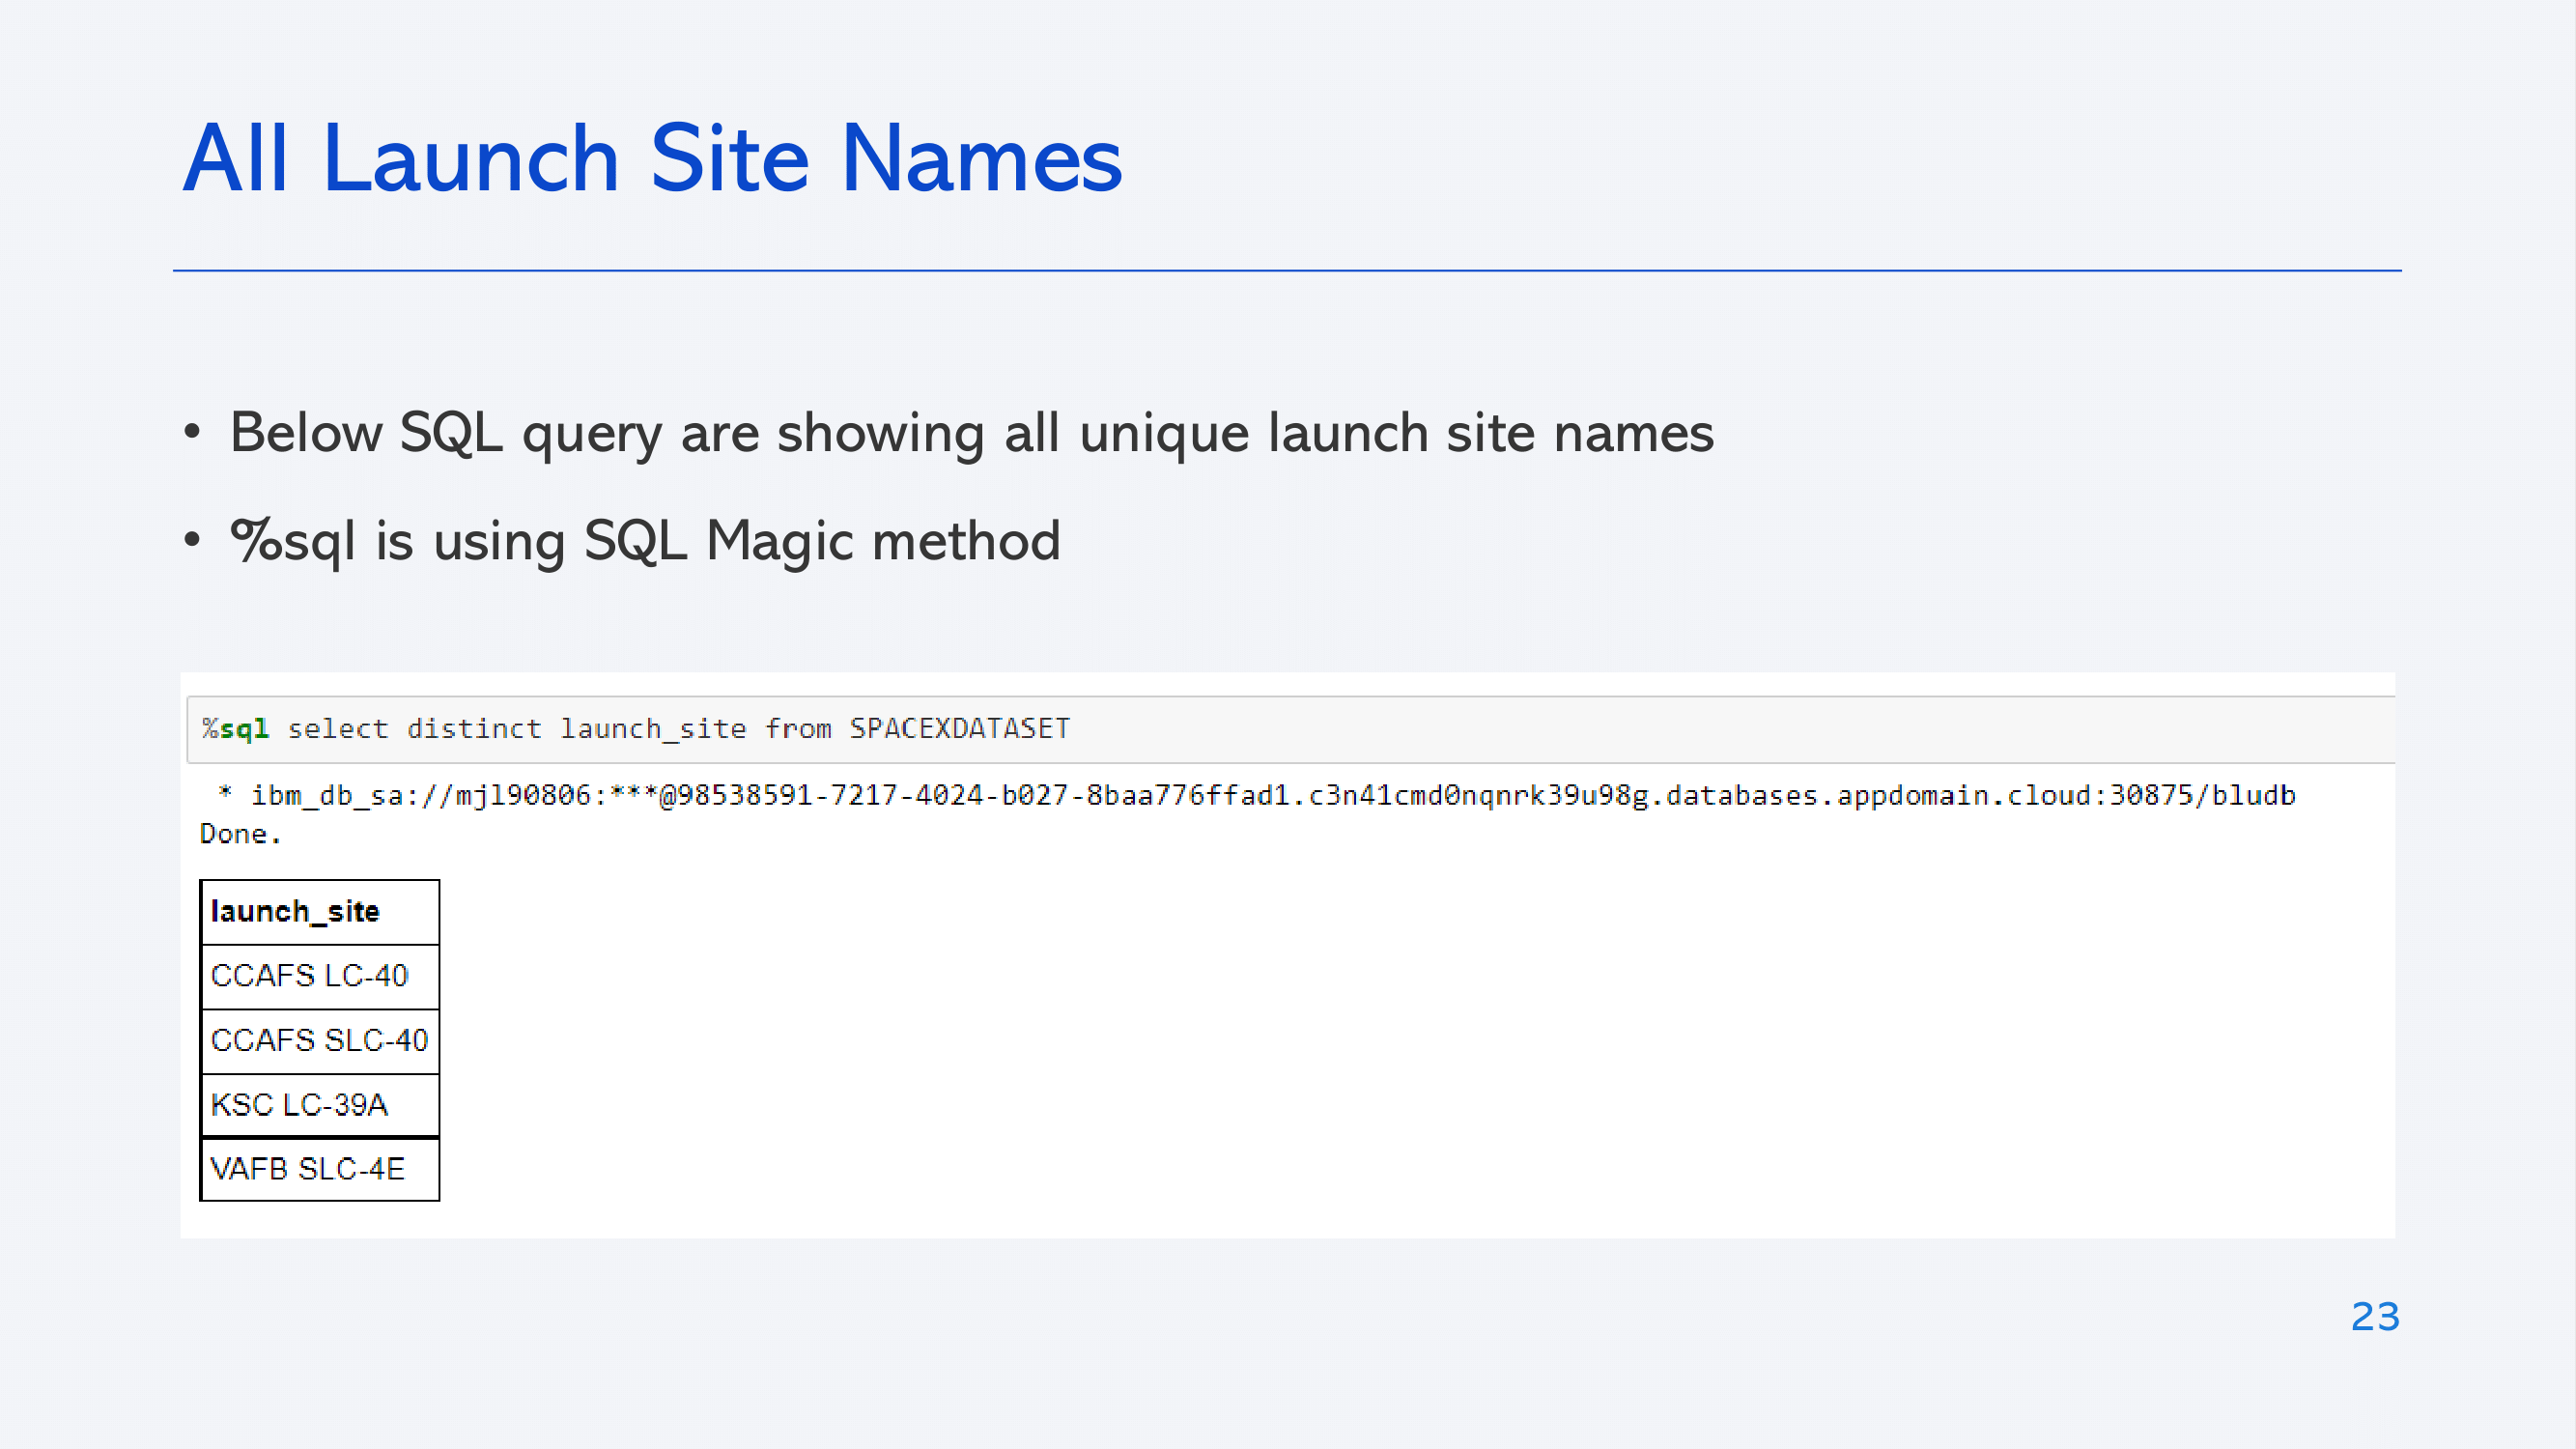 All Launch Site Names
• Below SQL query are showing all unique launch site names
• %sql is using SQL Magic method
%sql select distinct launch_site from SPACEXDATASET
* ibm_db_sa://mjl90806:***@98538591-7217-4024-b027-8baa776ffad1.c3n41cmd0nqnrk39u98g.databases.appdomain.cloud:30875/bludb
Done.
launch_site
CCAFS LC-40
CCAFS SLC-40
KSC LC-39A
VAFB SLC-4E
23